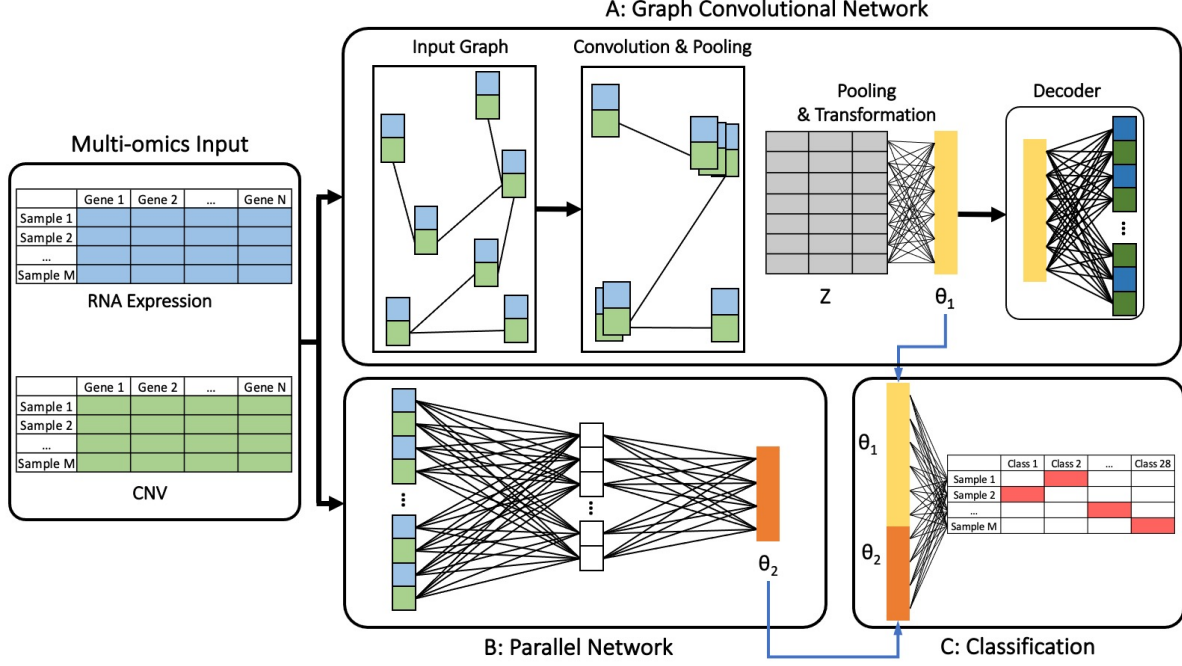 A: Graph Convolutional Network
Input Graph
Convolution & Pooling
Pooling
& Transformation
Decoder
Z
θ1
...
Multi-omics Input
Gene 1 Gene 2 ... Gene N
Sample 1
Sample 2
...
Sample M
RNA Expression
Gene 1 Gene 2 ... Gene N
Sample 1
Sample 2
...
Sample M
CNV
...
...
θ2
B: Parallel Network
θ1
θ2
Class 1 Class 2 ... Class 28
Sample 1
Sample 2
...
Sample M
C: Classification